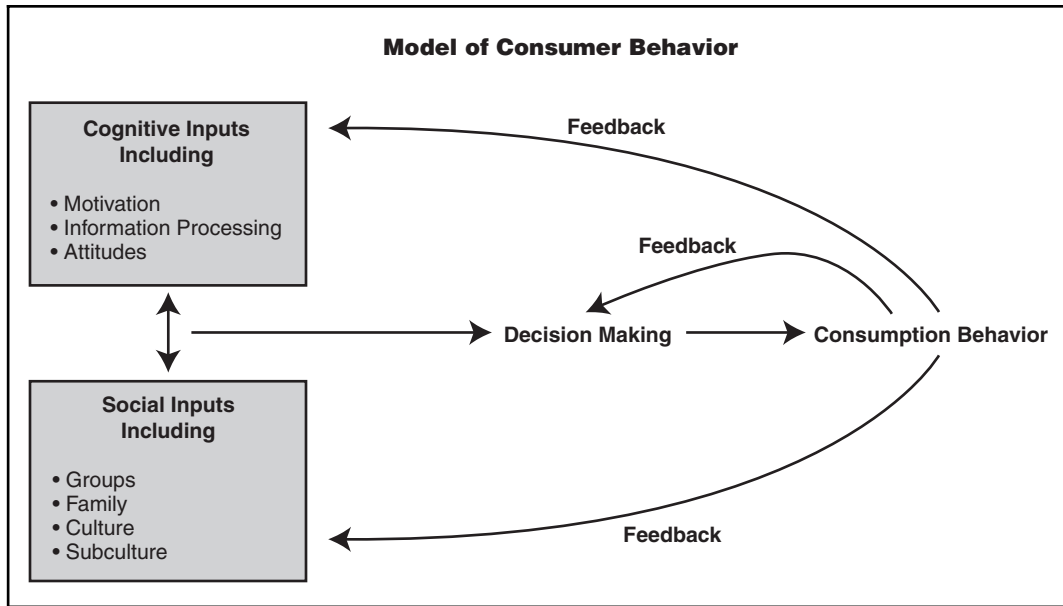 Model of Consumer Behavior
Cognitive Inputs
Including
• Motivation
• Information Processing
• Attitudes
Feedback
Feedback
Decision Making
Consumption Behavior
Social Inputs
Including
• Groups
• Family
• Culture
• Subculture
Feedback